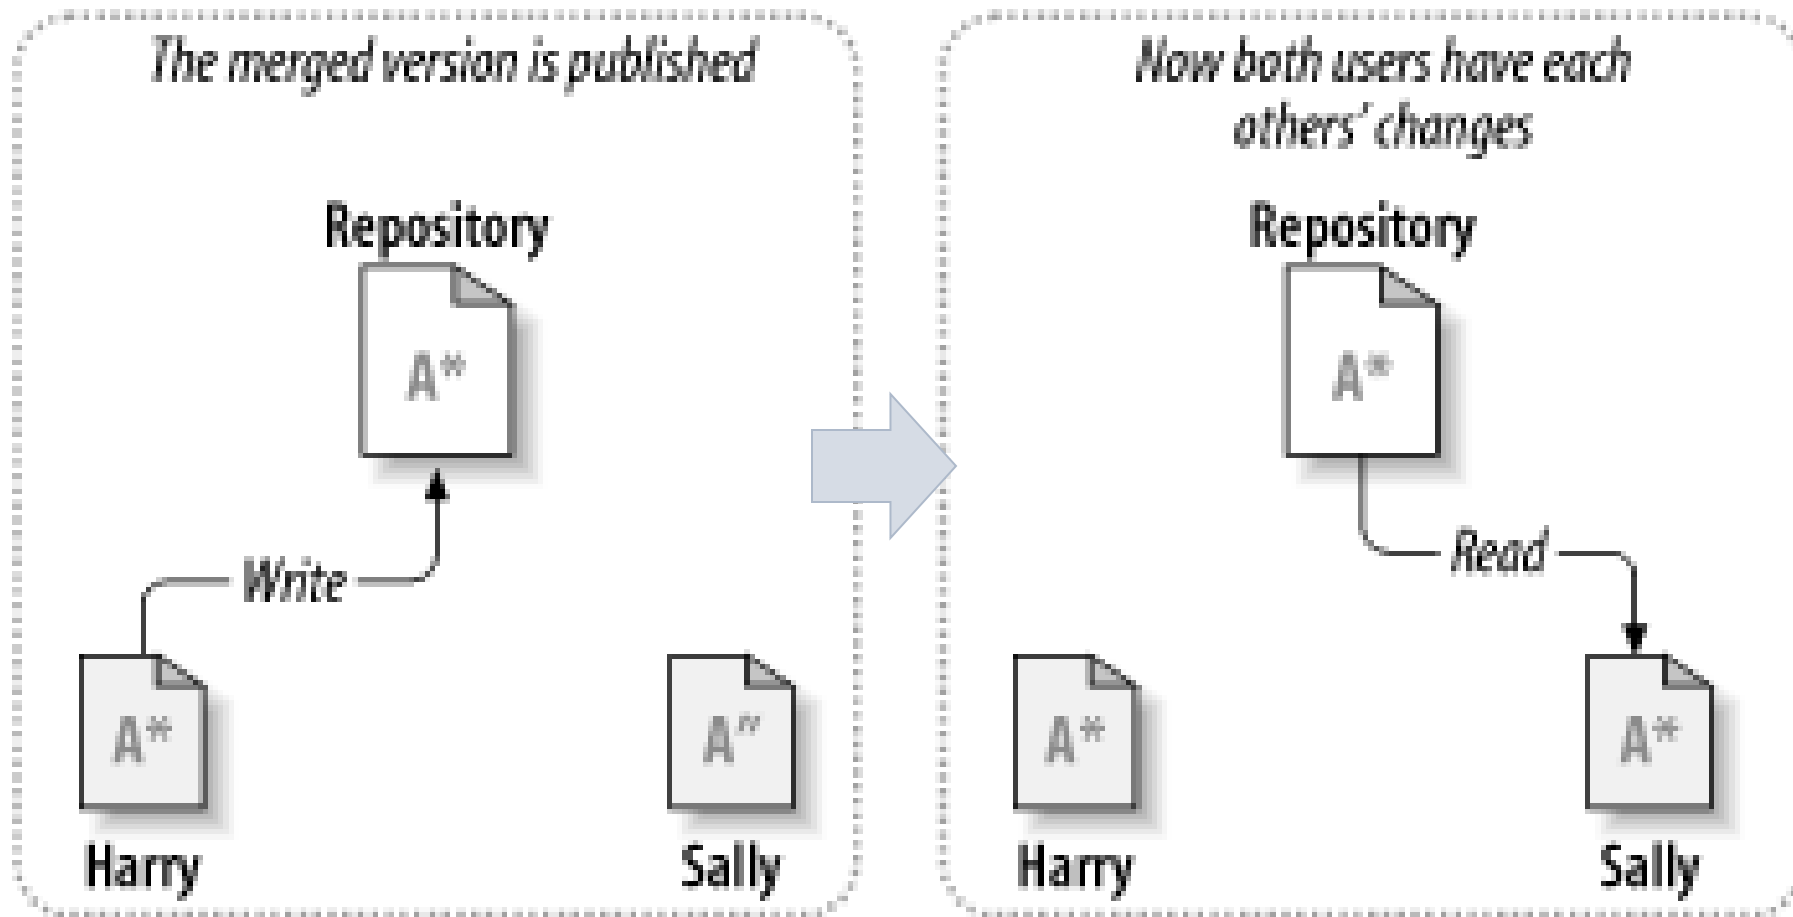 The merged version is published
Repository
A*
Write
A*
A"
Harry
Sally
Now both users have each
others' changes
Repository
A*
Read
A*
A*
Harry
Sally